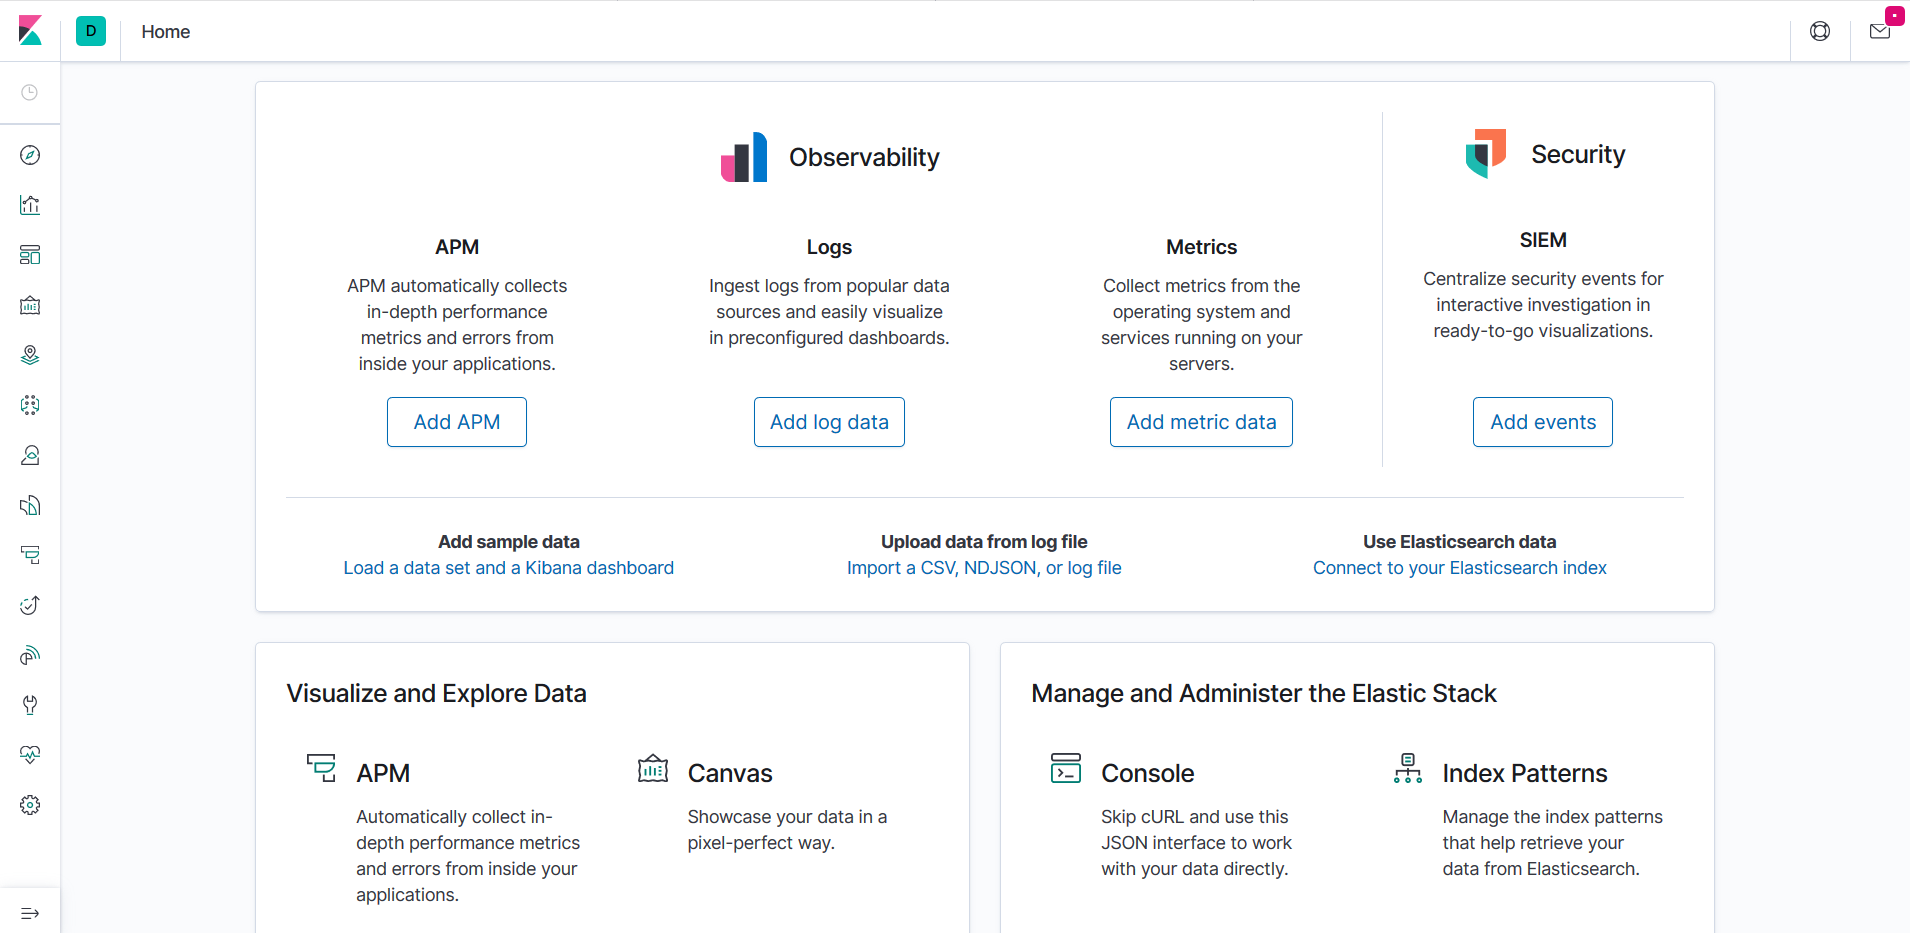 D
Home
Observability
Security
APM
APM automatically collects
in-depth performance
metrics and errors from
inside your applications.
Add APM
Logs
Ingest logs from popular data
sources and easily visualize
in preconfigured dashboards.
Add log data
Metrics
Collect metrics from the
operating system and
services running on your
servers.
Add metric data
SIEM
Centralize security events for
interactive investigation in
ready-to-go visualizations.
Add events
Add sample data
Load a data set and a Kibana dashboard
Upload data from log file
Import a CSV, NDJSON, or log file
Use Elasticsearch data
Connect to your Elasticsearch index
Visualize and Explore Data
APM
Automatically collect in-
depth performance metrics
and errors from inside your
applications.
Canvas
Showcase your data in a
pixel-perfect way.
Manage and Administer the Elastic Stack
Console
Skip cURL and use this
JSON interface to work
with your data directly.
Index Patterns
Manage the index patterns
that help retrieve your
data from Elasticsearch.